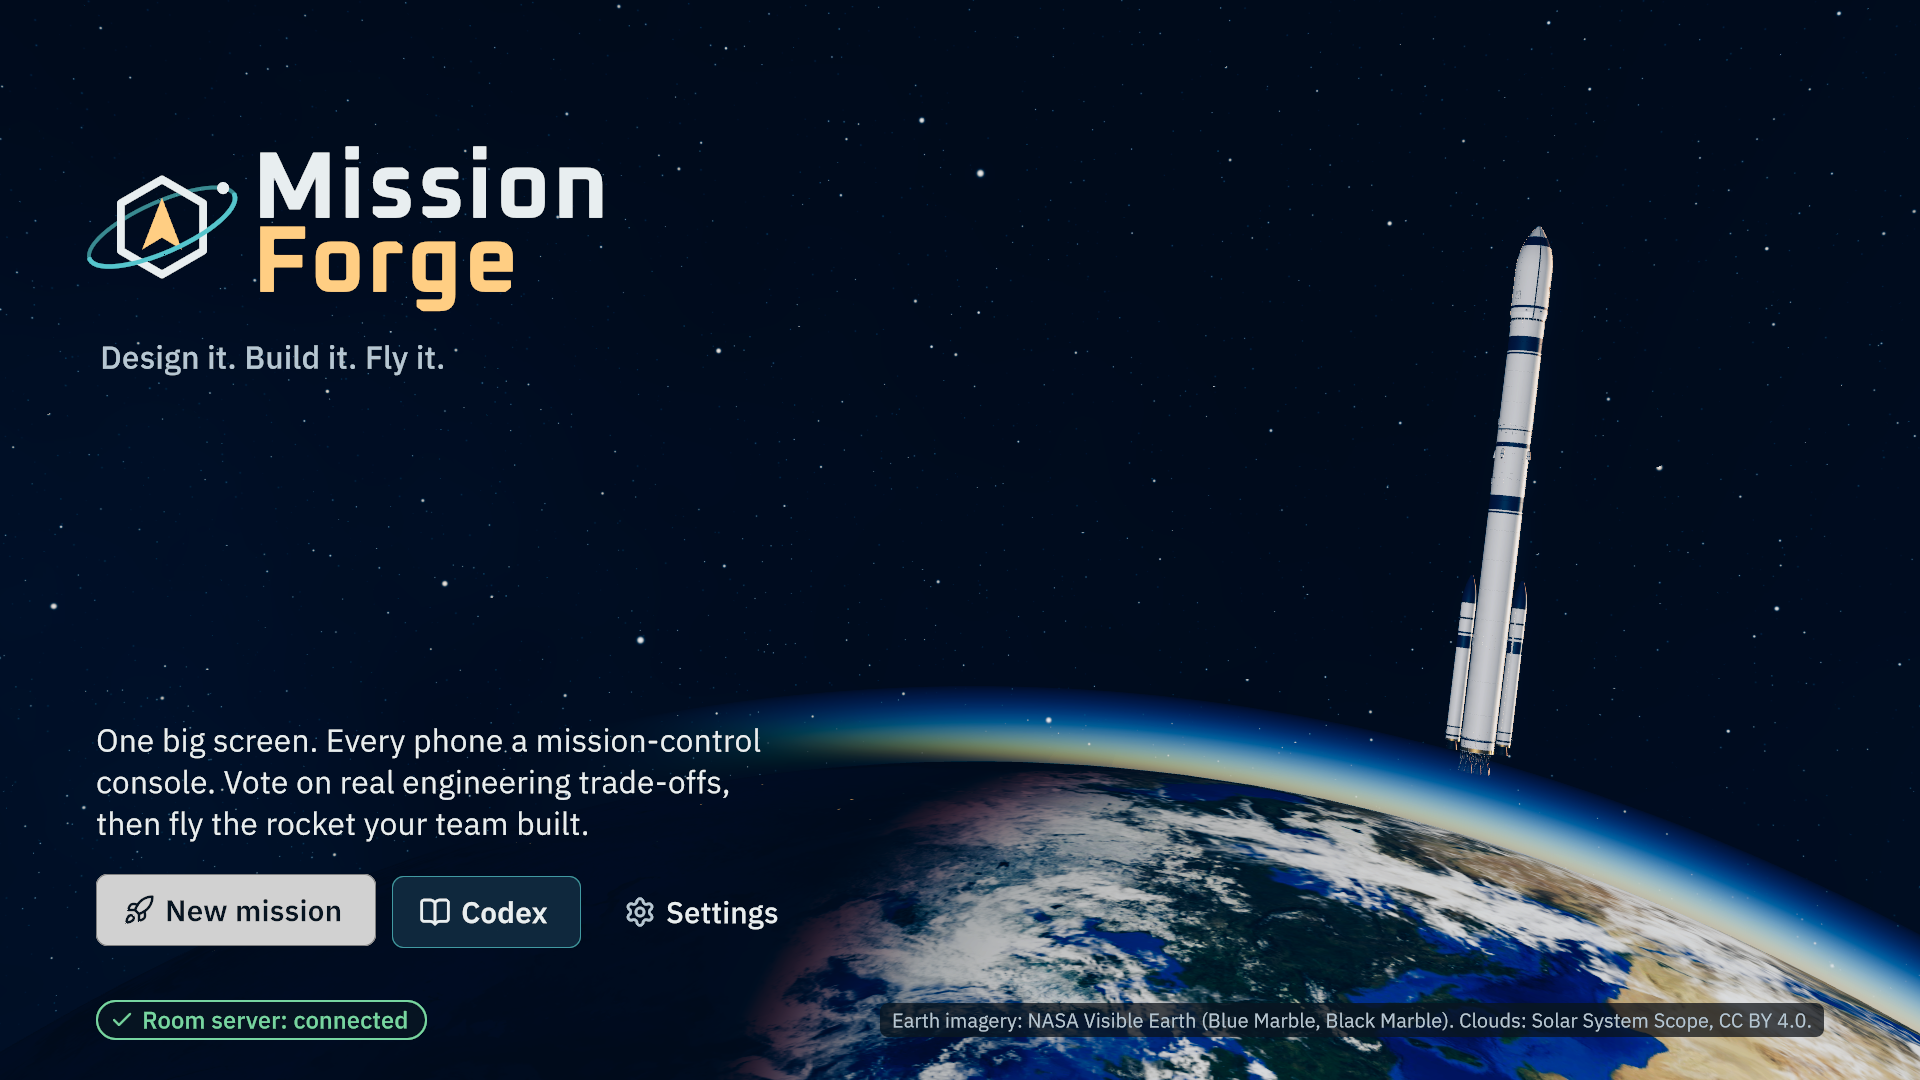 Mission
Forge
Design it. Build it. Fly it.
One big screen. Every phone a mission-control
console. Vote on real engineering trade-offs,
then fly the rocket your team built.
New mission
Codex
Settings
Room server: connected
Earth imagery: NASA Visible Earth (Blue Marble, Black Marble). Clouds: Solar System Scope, CC BY 4.0.